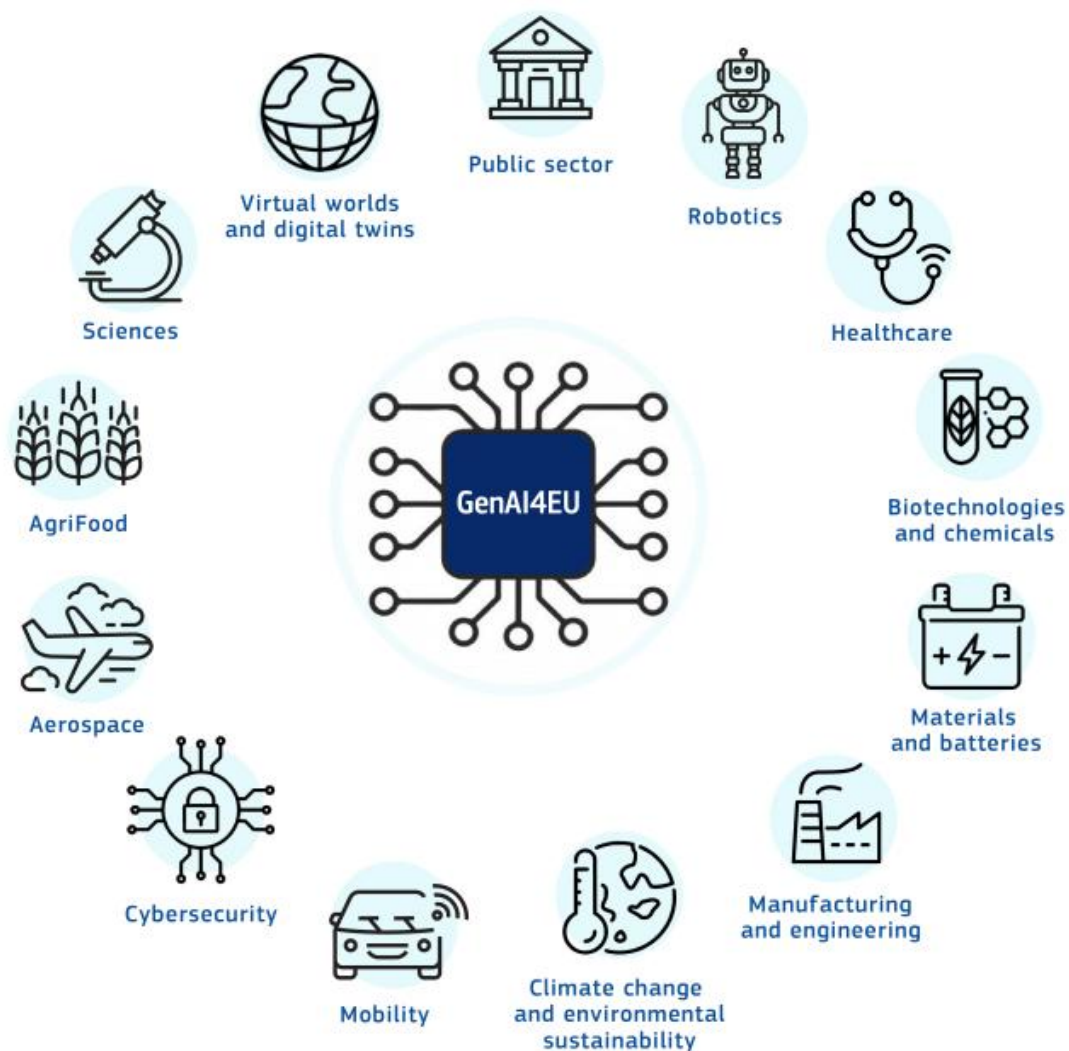 Public sector
Virtual worlds
and digital twins
Robotics
Sciences
Healthcare
GenAI4EU
Biotechnologies
and chemicals
AgriFood
Materials
and batteries
Aerospace
Manufacturing
and engineering
Cybersecurity
Climate change
and environmental
sustainability
Mobility